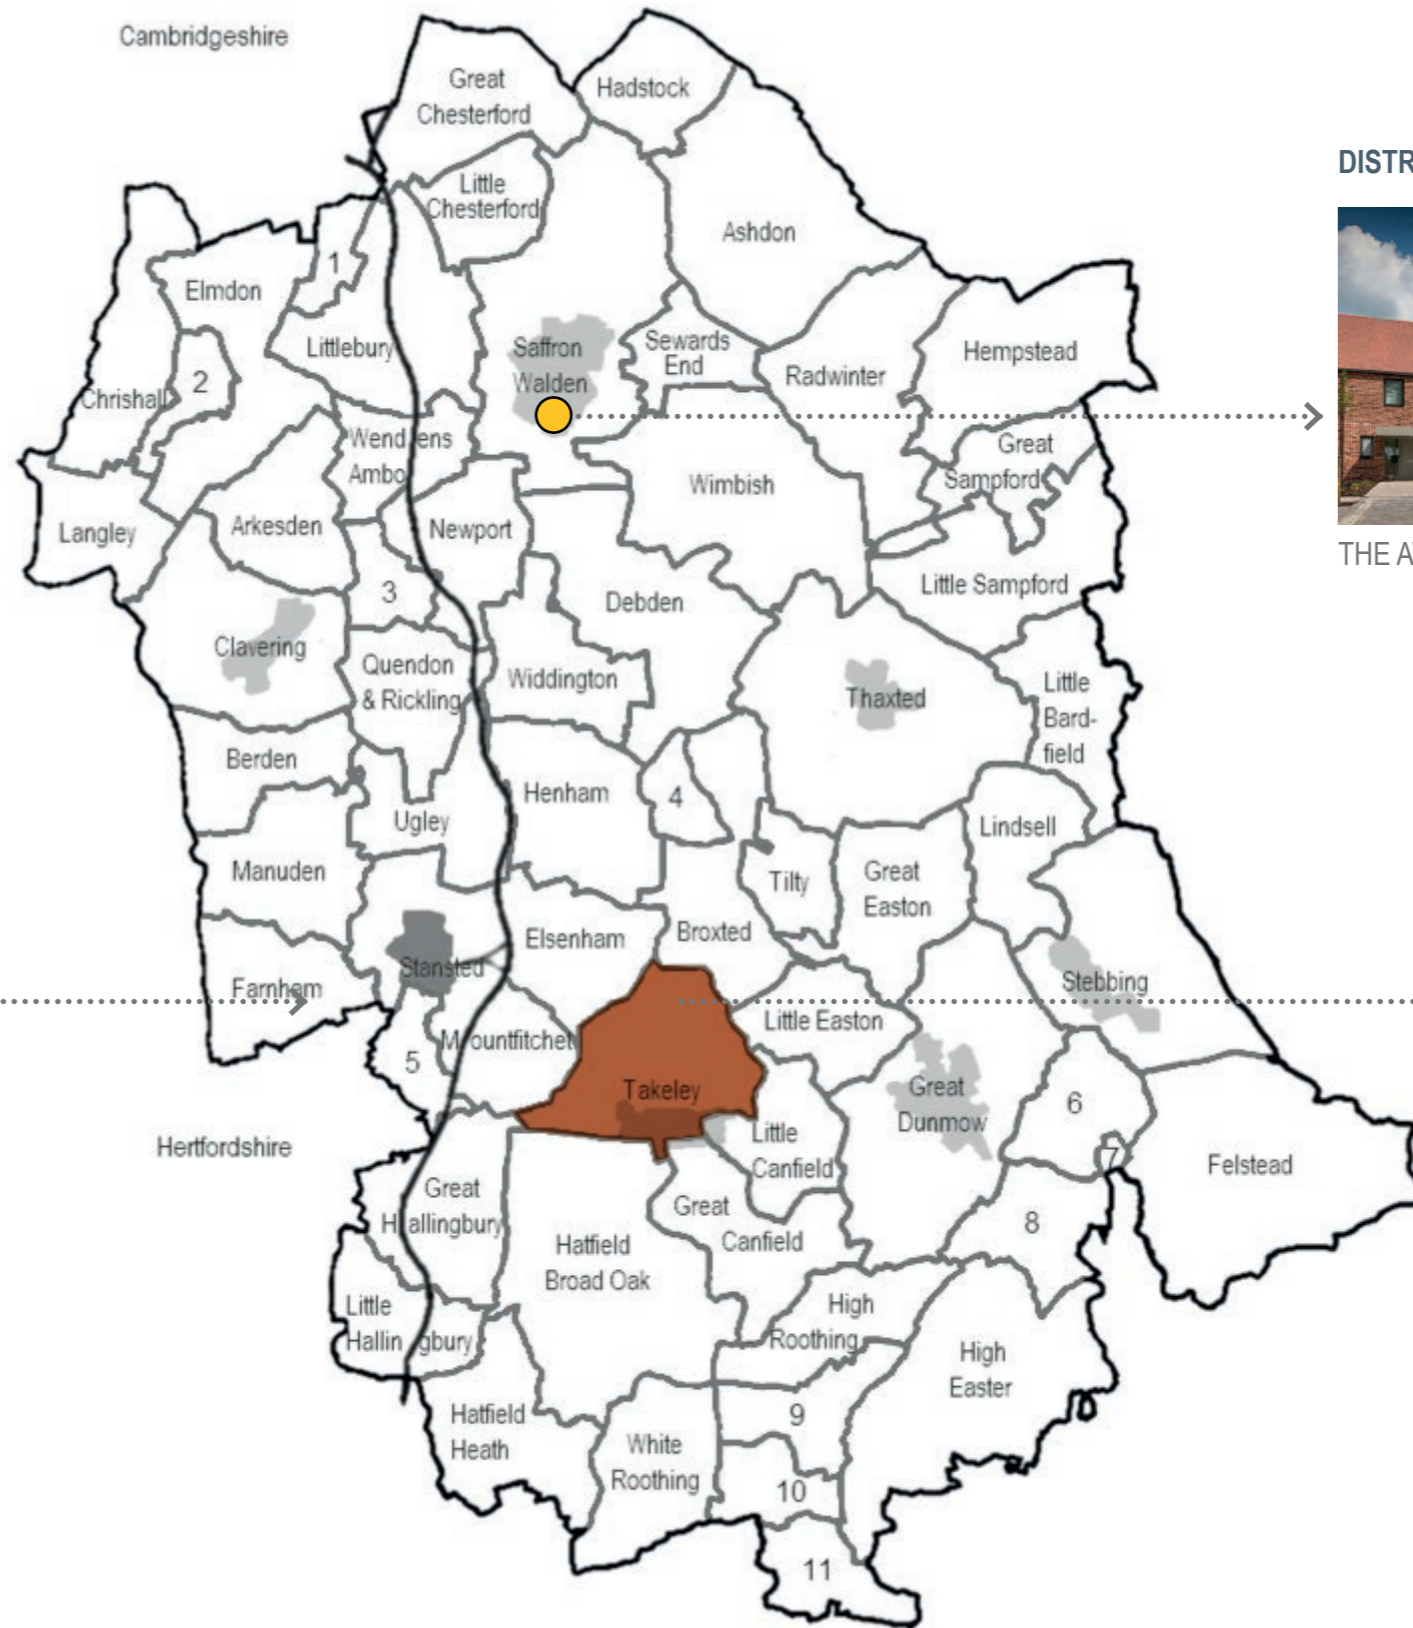 Cambridgeshire
Great
Chesterford
Hadstock
Little
Chesterford
Ashdon
DISTR
1
Elmdon
Littlebury
Saffron
Walden
Sewards
End
Radwinter
Hempstead
2
Chrishall
Wendens
Ambo
Great
Sampford
Wimbish
Langley
Arkesden
Newport
THE A
3
Debden
Little Sampford
Clavering
Quendon
& Rickling
Widdington
Thaxted
Little
Bard-
field
Berden
Henham
4
Ugley
Lindsell
Manuden
Tilty
Great
Easton
Elsenham
Broxted
Stansted
Farnham
Stebbing
Mountfitchet
Little Easton
5
Takeley
Great
Dunmow
6
Little
Canfield
Hertfordshire
7
Felstead
Great
Hallingbury
Great
Canfield
8
Hatfield
Broad Oak
Little
Hallingbury
High
Roothing
High
Easter
9
Hatfield
Heath
White
Roothing
10
11